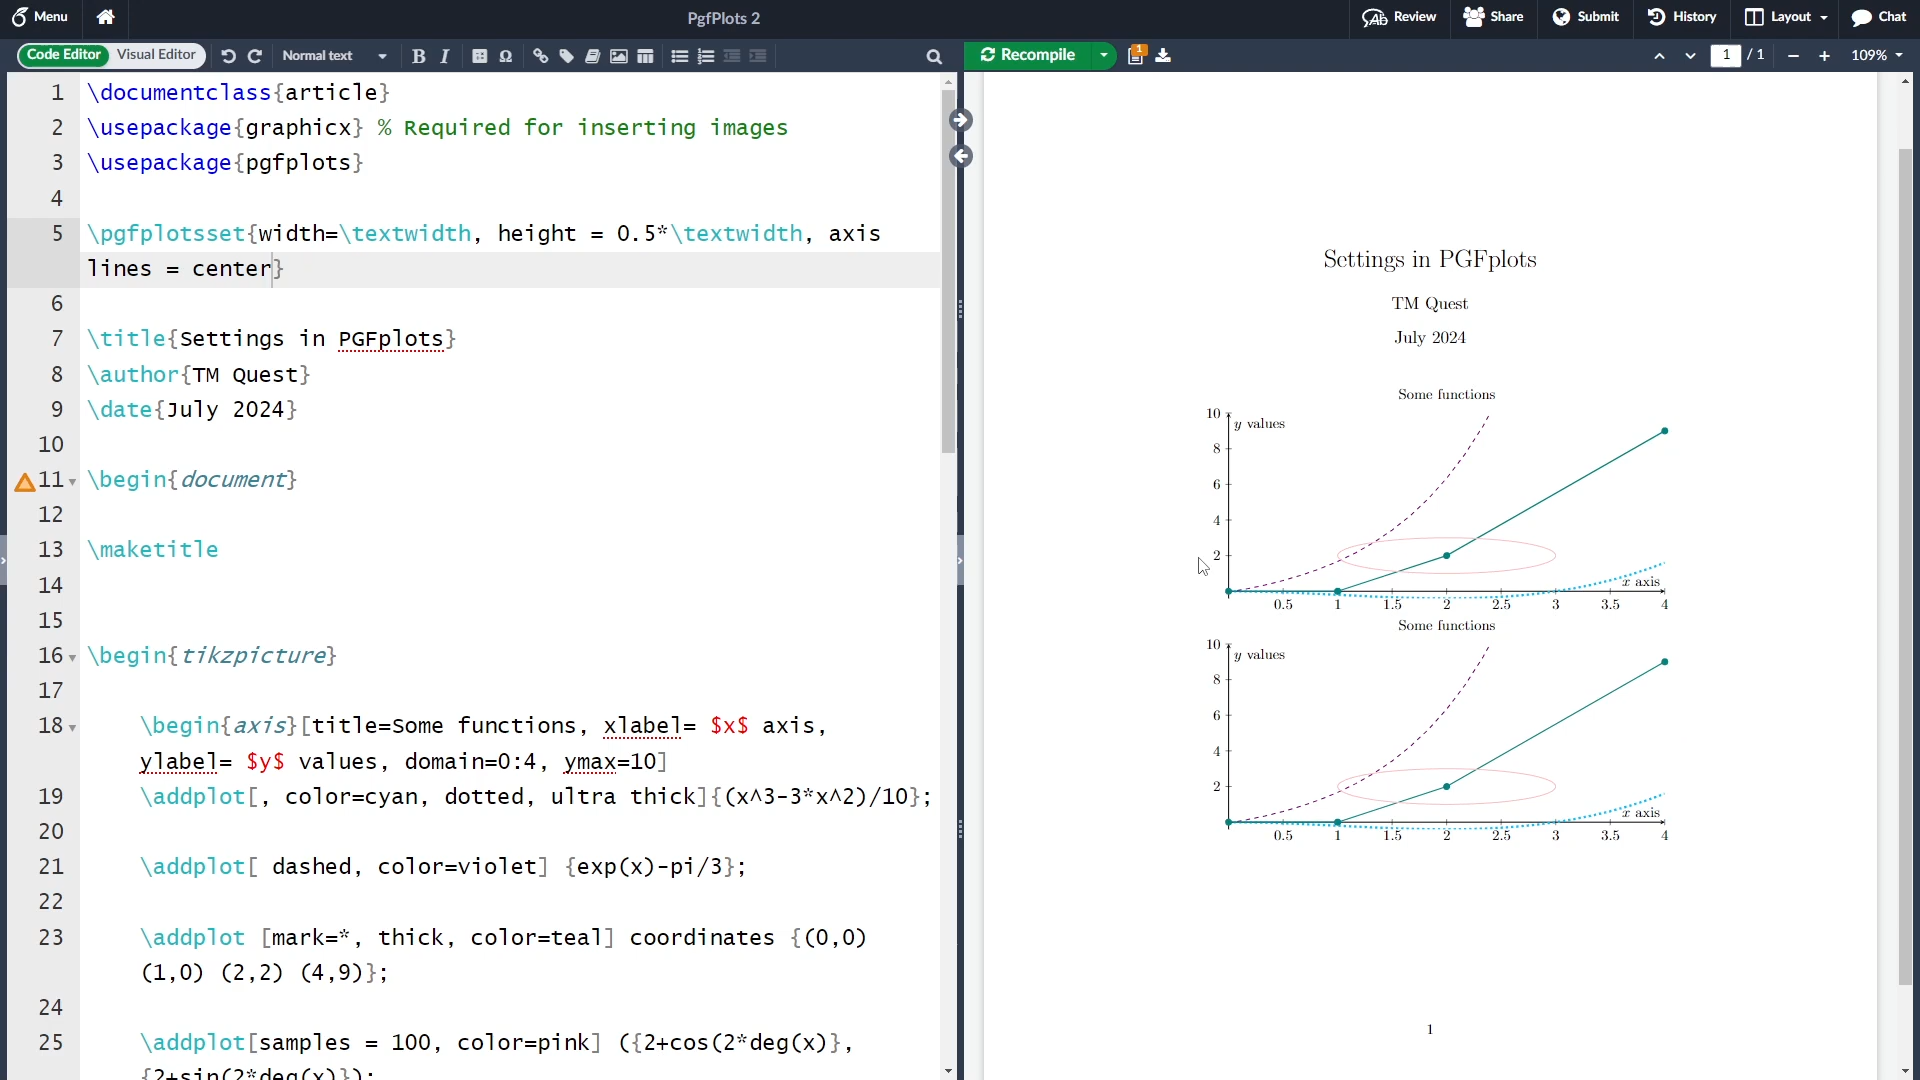 Menu
PgfPlots 2
Review
Share
Submit
History
Layout
Chat
Code Editor
Visual Editor
Normal text
B
I
Ω
Recompile
1
1
/ 1
109%
1 \documentclass{article}
2 \usepackage{graphicx} % Required for inserting images
3 \usepackage{pgfplots}
4
5 \pgfplotsset{width=\textwidth, height = 0.5*\textwidth, axis
lines = center}
6
7 \title{Settings in PGFplots}
8 \author{TM Quest}
9 \date{July 2024}
10
11 \begin{document}
12
13 \maketitle
14
15
16 \begin{tikzpicture}
17
18 \begin{axis}[title=Some functions, xlabel= $x$ axis,
ylabel= $y$ values, domain=0:4, ymax=10]
19 \addplot[, color=cyan, dotted, ultra thick]{(x^3-3*x^2)/10};
20
21 \addplot[ dashed, color=violet] {exp(x)-pi/3};
22
23 \addplot [mark=*, thick, color=teal] coordinates {(0,0)
(1,0) (2,2) (4,9)};
24
25 \addplot[samples = 100, color=pink] ({2+cos(2*deg(x)},
{2+sin(2*deg(x)});
Settings in PGFplots
TM Quest
July 2024
Some functions
10
y values
8
6
4
2
x axis
0.5 1 1.5 2 2.5 3 3.5 4
Some functions
10
y values
8
6
4
2
x axis
0.5 1 1.5 2 2.5 3 3.5 4
1